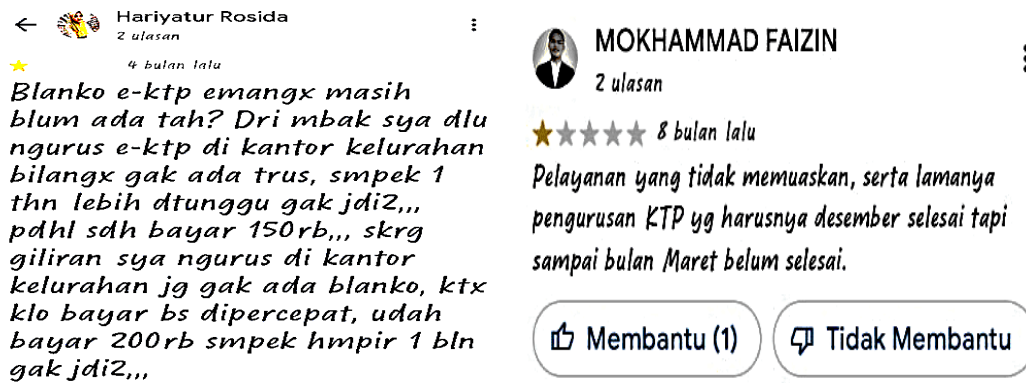 Hariyatur Rosida
2 ulasan
4 bulan lalu
Blanko e-ktp emangx masih
blum ada tah? Dri mbak sya dlu
ngurus e-ktp di kantor kelurahan
bilangx gak ada trus, smpek 1
thn lebih dtunggu gak jdi2,,,
pdhl sdh bayar 150rb,,, skrg
giliran sya ngurus di kantor
kelurahan jg gak ada blanko, ktx
klo bayar bs dipercepat, udah
bayar 200rb smpek hmpir 1 bln
gak jdi2,,,
MOKHAMMAD FAIZIN
2 ulasan
8 bulan lalu
Pelayanan yang tidak memuaskan, serta lamanya
pengurusan KTP yg harusnya desember selesai tapi
sampai bulan Maret belum selesai.
Membantu (1)
Tidak Membantu